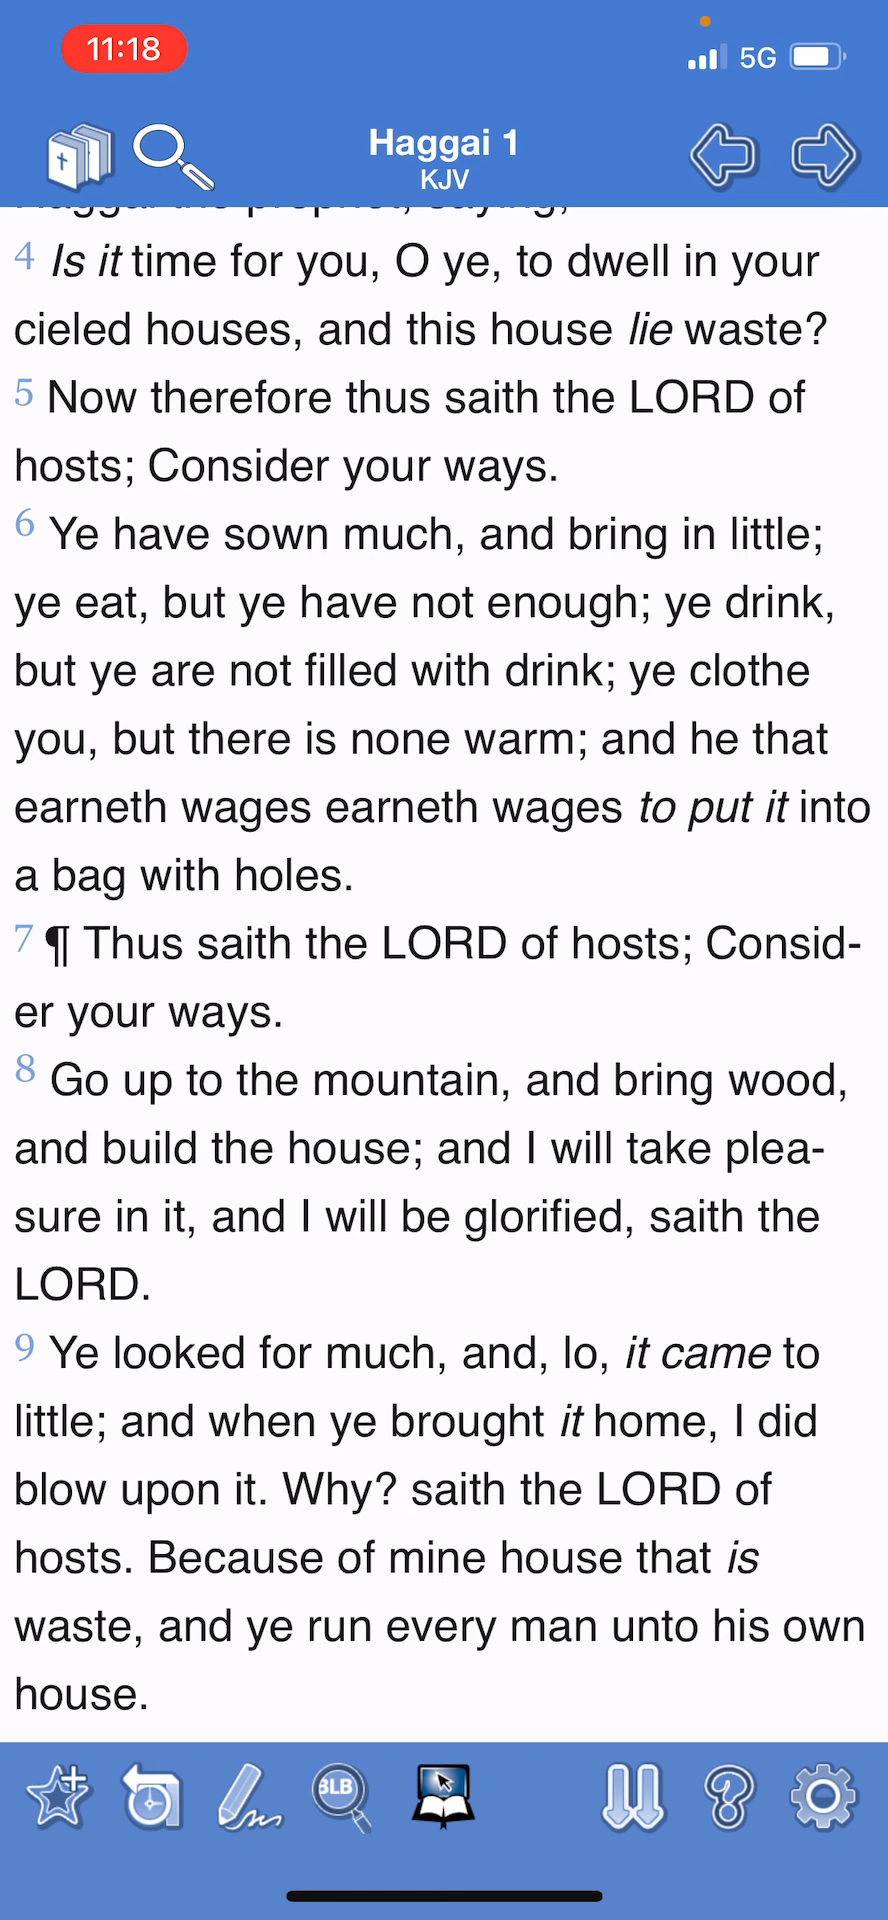 11:18
5G
Haggai 1
KJV
Haggai the prophet, saying,
4 Is it time for you, O ye, to dwell in your
cieled houses, and this house lie waste?
5 Now therefore thus saith the LORD of
hosts; Consider your ways.
6 Ye have sown much, and bring in little;
ye eat, but ye have not enough; ye drink,
but ye are not filled with drink; ye clothe
you, but there is none warm; and he that
earneth wages earneth wages to put it into
a bag with holes.
7 ¶ Thus saith the LORD of hosts; Consid-
er your ways.
8 Go up to the mountain, and bring wood,
and build the house; and I will take plea-
sure in it, and I will be glorified, saith the
LORD.
9 Ye looked for much, and, lo, it came to
little; and when ye brought it home, I did
blow upon it. Why? saith the LORD of
hosts. Because of mine house that is
waste, and ye run every man unto his own
house.
BLB